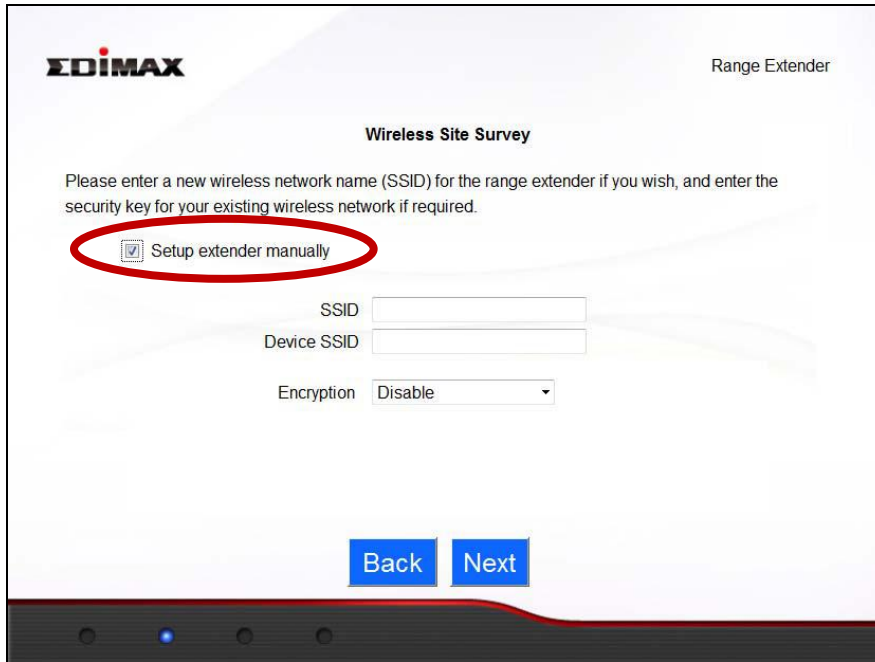 EDIMAX
Range Extender
Wireless Site Survey
Please enter a new wireless network name (SSID) for the range extender if you wish, and enter the
security key for your existing wireless network if required.
Setup extender manually
SSID
Device SSID
Encryption Disable
Back Next